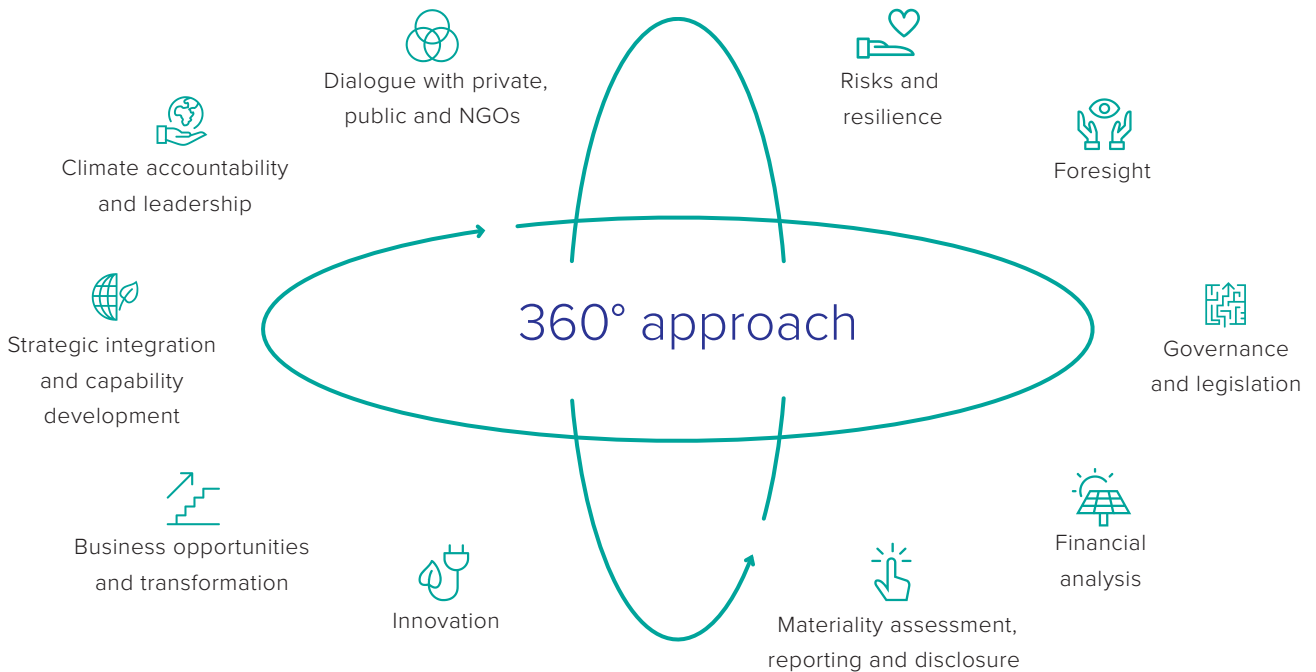 Dialogue with private,
public and NGOs
Risks and
resilience
Foresight
Climate accountability
and leadership
360° approach
Strategic integration
and capability
development
Governance
and legislation
Business opportunities
and transformation
Innovation
Financial
analysis
Materiality assessment,
reporting and disclosure